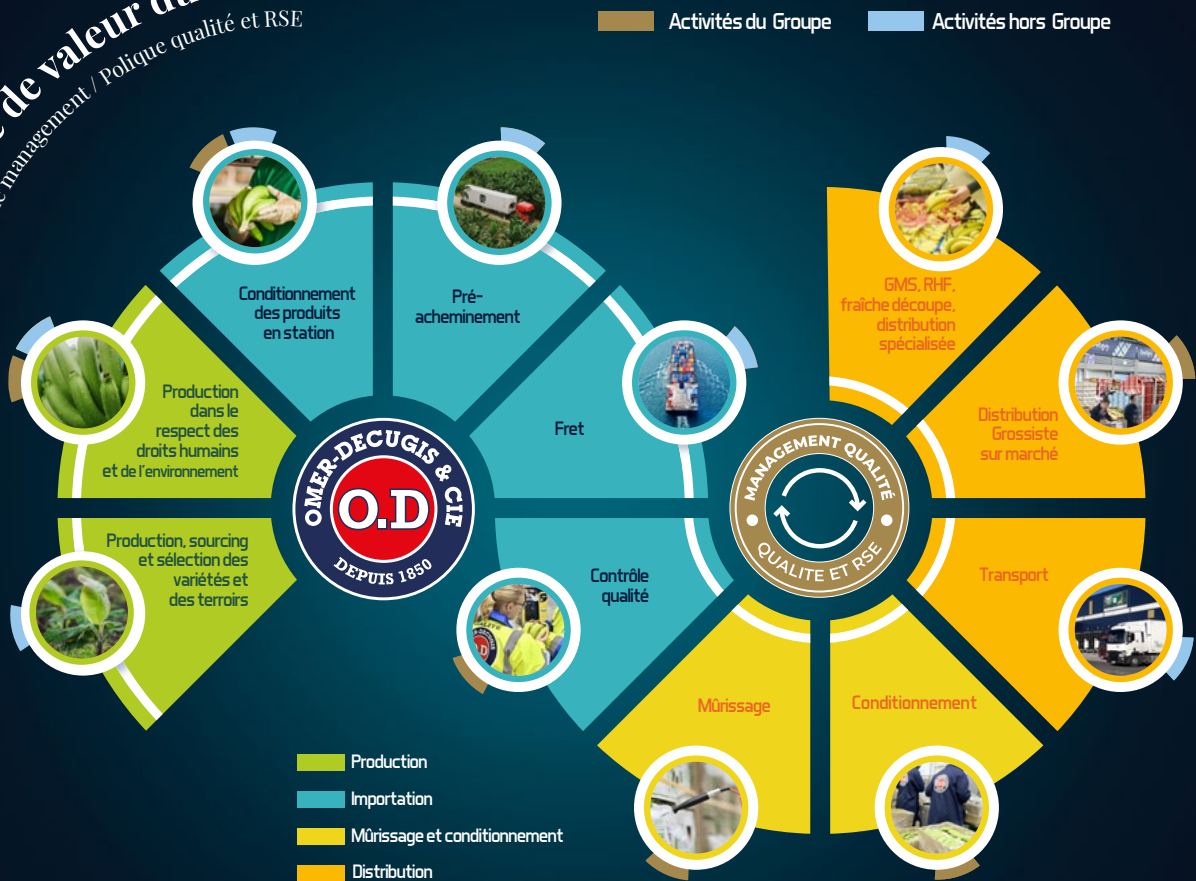 de valeur du
management / Polique qualité et RSE
Activités du Groupe
Activités hors Groupe
Conditionnement
des produits
en station
Pré-
acheminement
GMS, RHF,
fraîche découpe,
distribution
spécialisée
Production
dans le
respect des
droits humains
et de l'environnement
Fret
Distribution
Grossiste
sur marché
OMER-DECUGIS & CIE
O.D
DEPUIS 1850
MANAGEMENT QUALITÉ
QUALITE ET RSE
Production, sourcing
et sélection des
variétés et
des terroirs
Contrôle
qualité
Transport
Mûrissage
Conditionnement
Production
Importation
Mûrissage et conditionnement
Distribution